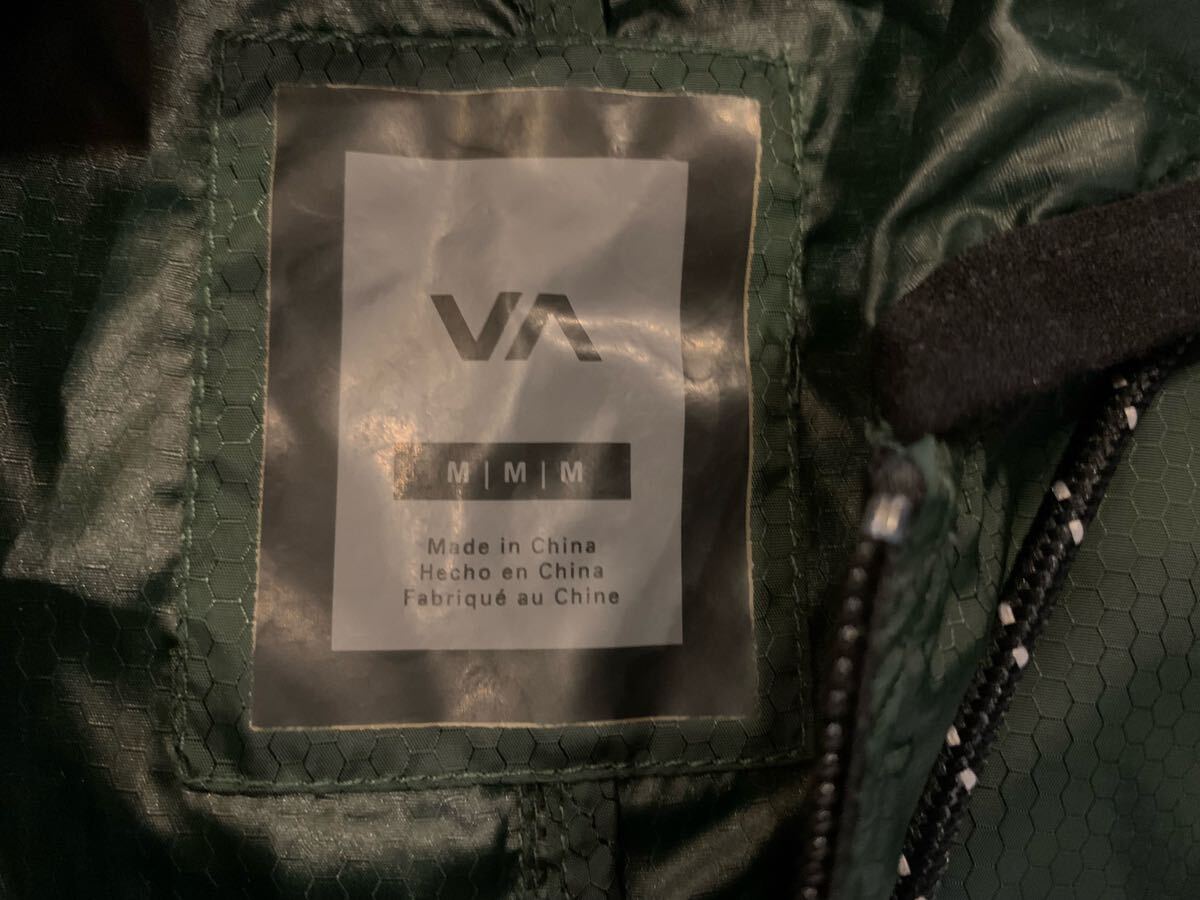 VA
M | M | M
Made in China
Hecho en China
Fabriqué au Chine